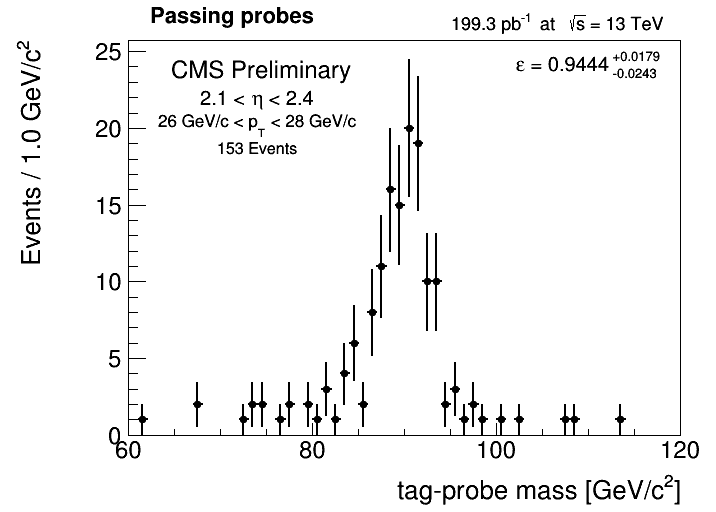 Passing probes
199.3 pb⁻¹ at √s = 13 TeV
CMS Preliminary
2.1 < η < 2.4
26 GeV/c < p_T < 28 GeV/c
153 Events
ε = 0.9444 +0.0179 -0.0243
Events / 1.0 GeV/c²
25
20
15
10
5
0
60 80 100 120
tag-probe mass [GeV/c²]